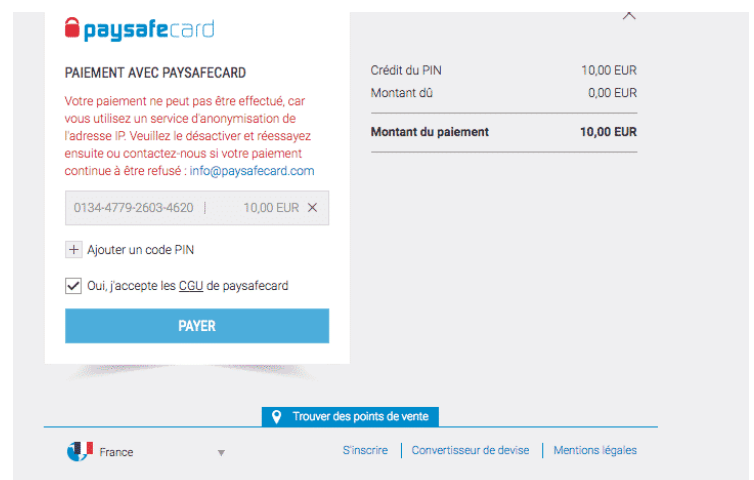 paysafecard
PAIEMENT AVEC PAYSAFECARD
Votre paiement ne peut pas être effectué, car
vous utilisez un service d'anonymisation de
l'adresse IP. Veuillez le désactiver et réessayez
ensuite ou contactez-nous si votre paiement
continue à être refusé : info@paysafecard.com
0134-4779-2603-4620 | 10,00 EUR ×
+ Ajouter un code PIN
Oui, j'accepte les CGU de paysafecard
PAYER
Crédit du PIN 10,00 EUR
Montant dû 0,00 EUR
Montant du paiement 10,00 EUR
Trouver des points de vente
France
S'inscrire | Convertisseur de devise | Mentions légales